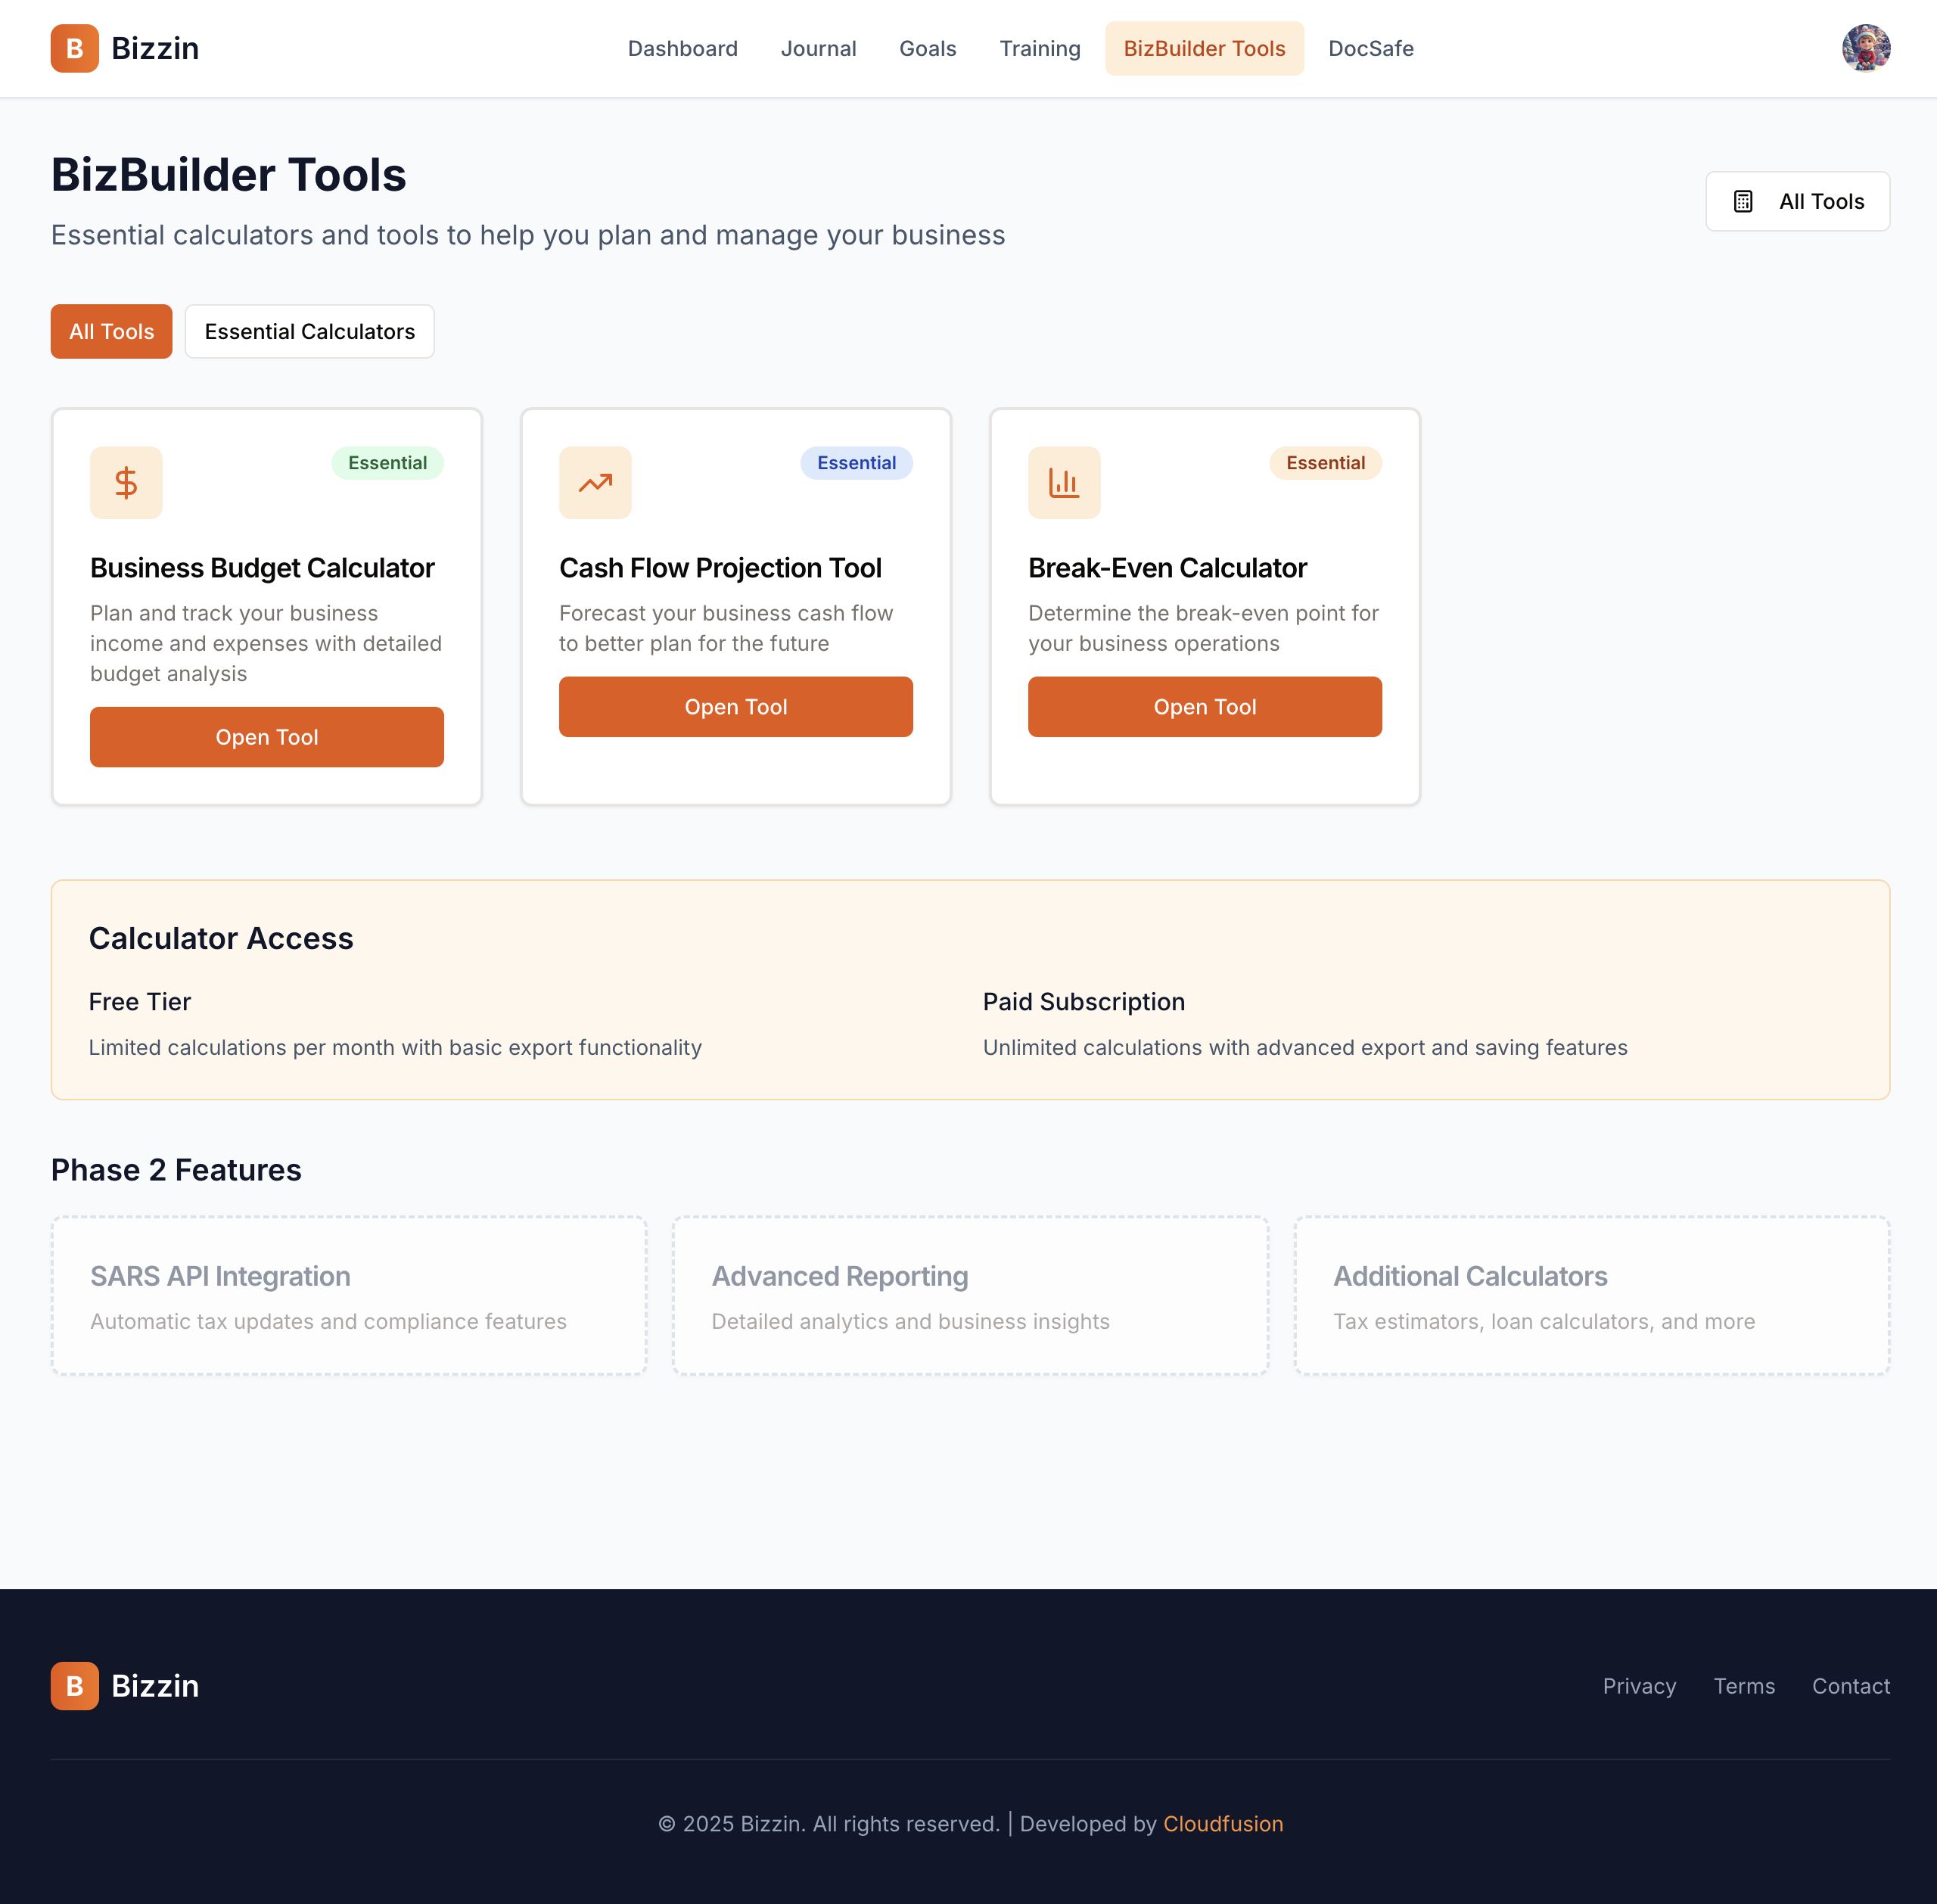 B Bizzin
Dashboard Journal Goals Training BizBuilder Tools DocSafe
BizBuilder Tools
Essential calculators and tools to help you plan and manage your business
All Tools
All Tools Essential Calculators
Essential
Business Budget Calculator
Plan and track your business
income and expenses with detailed
budget analysis
Open Tool
Essential
Cash Flow Projection Tool
Forecast your business cash flow
to better plan for the future
Open Tool
Essential
Break-Even Calculator
Determine the break-even point for
your business operations
Open Tool
Calculator Access
Free Tier
Limited calculations per month with basic export functionality
Paid Subscription
Unlimited calculations with advanced export and saving features
Phase 2 Features
SARS API Integration
Automatic tax updates and compliance features
Advanced Reporting
Detailed analytics and business insights
Additional Calculators
Tax estimators, loan calculators, and more
B Bizzin
Privacy Terms Contact
© 2025 Bizzin. All rights reserved. | Developed by Cloudfusion